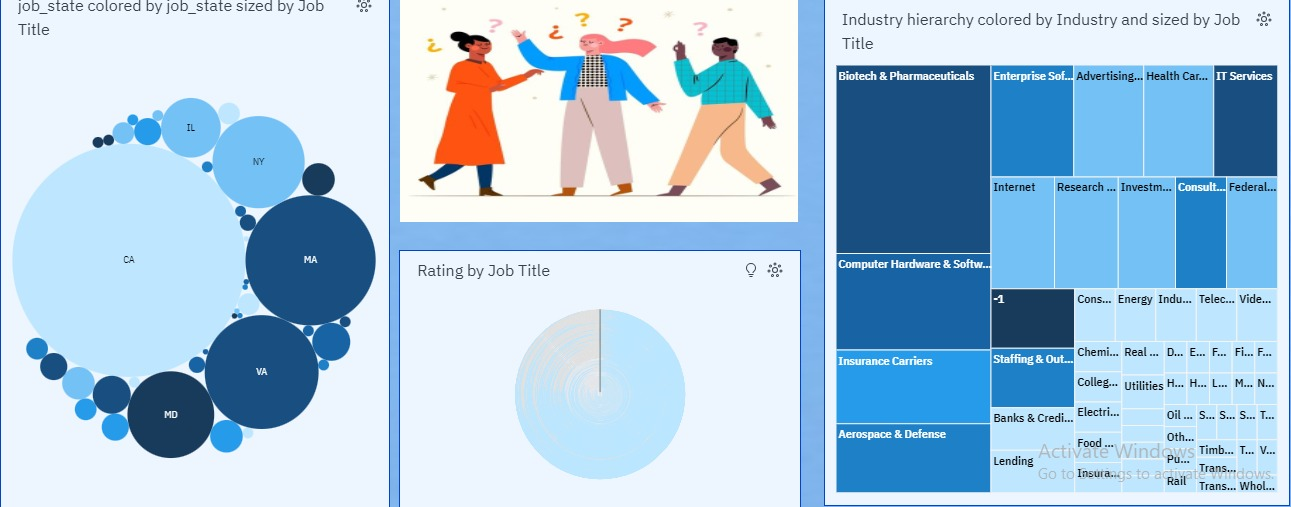 job_state colored by job_state sized by Job
Title
IL
NY
CA
MA
VA
MD
¿ ? ¿ ? ?
Rating by Job Title
Industry hierarchy colored by Industry and sized by Job
Title
Biotech & Pharmaceuticals
Enterprise Sof...
Advertising...
Health Car...
IT Services
Internet
Research ...
Investm...
Consult...
Federal...
Computer Hardware & Softw...
-1
Cons...
Energy
Indu...
Telec...
Vide...
Insurance Carriers
Staffing & Out...
Chemi...
Real ...
D...
E...
F...
Fi...
F...
Colleg...
Utilities
H...
H...
L...
M...
N...
Banks & Credi...
Electri...
Oil ...
S...
S...
S...
T...
Aerospace & Defense
Food ...
Oth...
Timb...
T...
V...
Lending
Insura...
Pu...
Trans...
Rail
Trans...
Whol...
Activate Windows
Go to Settings to activate Windows.